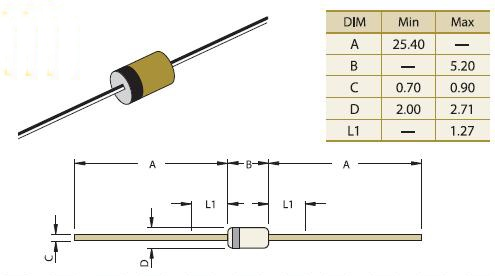 DIM Min Max
A 25.40 —
B — 5.20
C 0.70 0.90
D 2.00 2.71
L1 — 1.27
A B A
L1 L1
C D